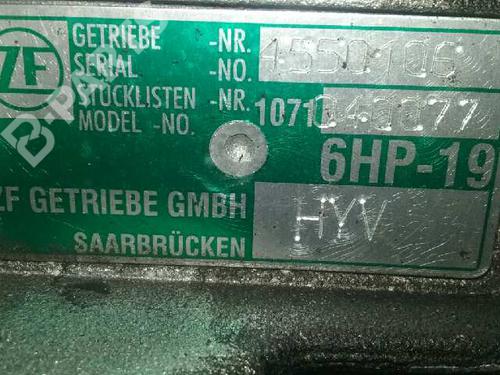 ZF
GETRIEBE -NR. 4550106
SERIAL -NO.
STÜCKLISTEN -NR. 1071
MODEL -NO.
6HP-19
ZF GETRIEBE GMBH HYV
SAARBRÜCKEN